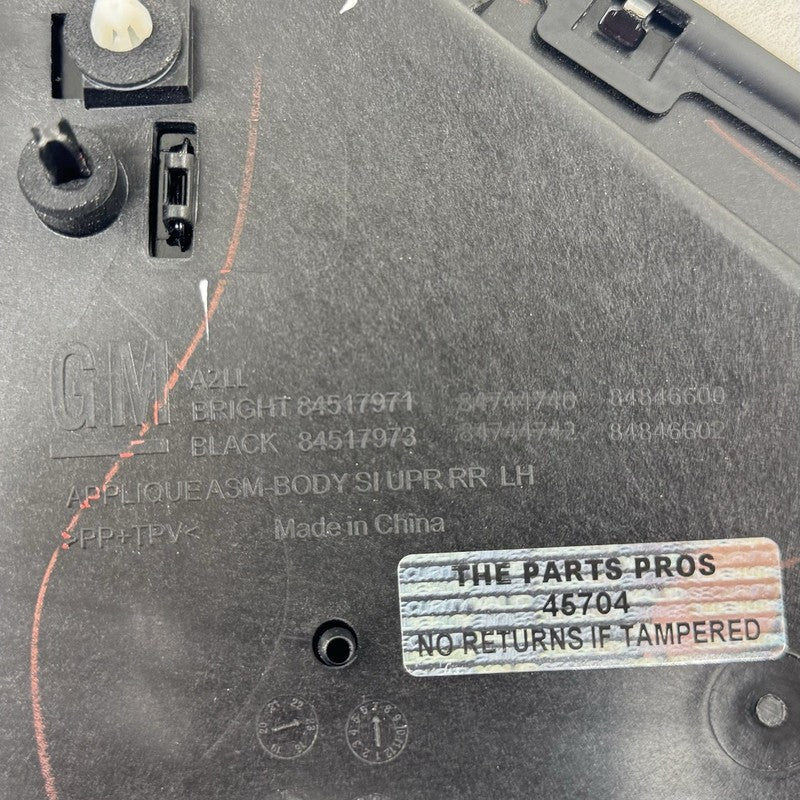 GM
A2LL
BRIGHT 84517971 84744740 84846600
BLACK 84517973 84744743 84846602
APPLIQUE ASM-BODY SI UPR RR LH
>PP+TPV<
Made in China
THE PARTS PROS
45704
NO RETURNS IF TAMPERED